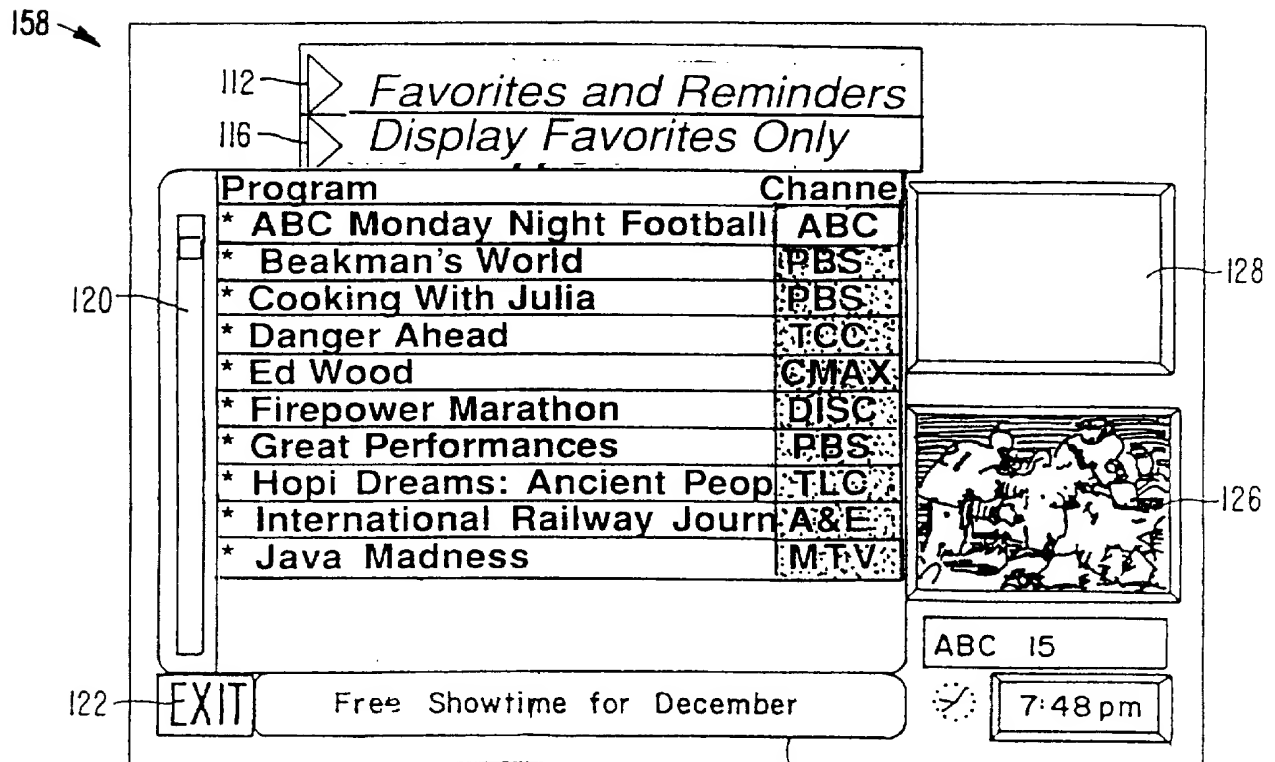 158
112
Favorites and Reminders
116
Display Favorites Only
Program Channe
* ABC Monday Night Football ABC
* Beakman's World PBS
* Cooking With Julia PBS
* Danger Ahead TCC
* Ed Wood CMAX
* Firepower Marathon DISC
* Great Performances PBS
* Hopi Dreams: Ancient Peop TLC
* International Railway Journ A&E
* Java Madness MTV
120
128
126
ABC 15
122
EXIT
Free Showtime for December
7:48pm